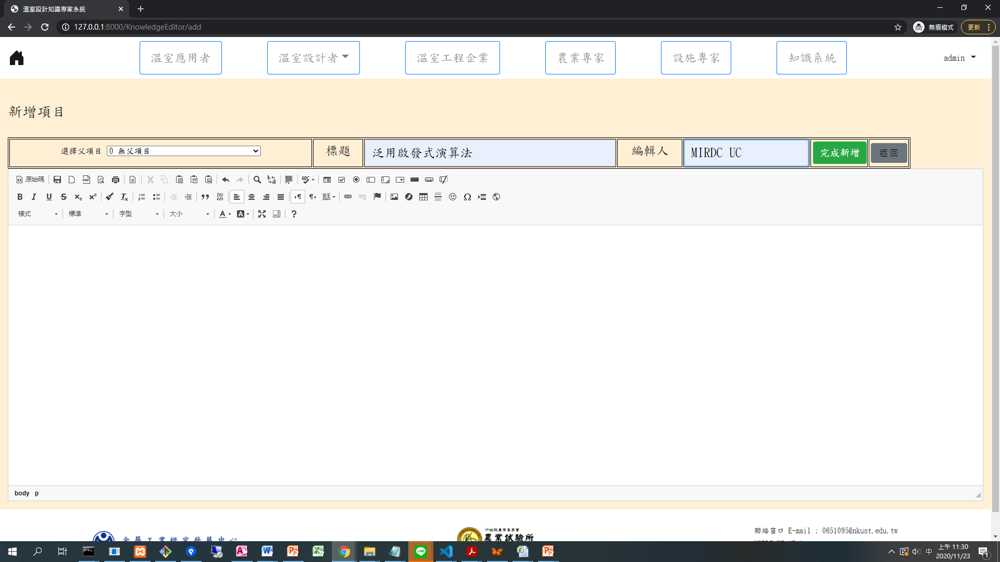 溫室設計知識專家系統
127.0.0.1:8000/KnowledgeEditor/add
無痕模式
更新
溫室應用者
溫室設計者
溫室工程企業
農業專家
設施專家
知識系統
admin
新增項目
選擇父項目
0 無父項目
標題
泛用啟發式演算法
編輯人
MIRDC UC
完成新增
返回
原始碼
樣式
標準
字型
大小
body p
金屬工業研究發展中心
行政院農業委員會
農業試驗所
聯絡窗口 E-mail : 0651095@nkust.edu.tw
中
上午 11:30
2020/11/23